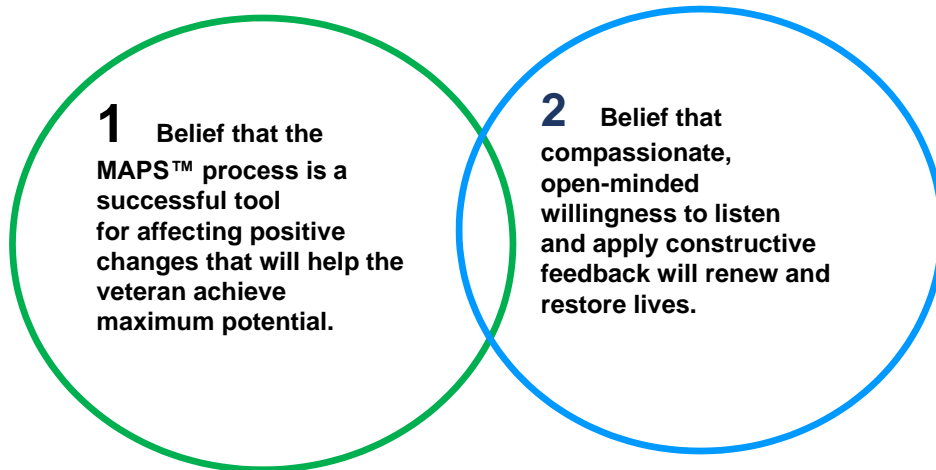 1 Belief that the
MAPS™ process is a
successful tool
for affecting positive
changes that will help the
veteran achieve
maximum potential.
2 Belief that
compassionate,
open-minded
willingness to listen
and apply constructive
feedback will renew and
restore lives.